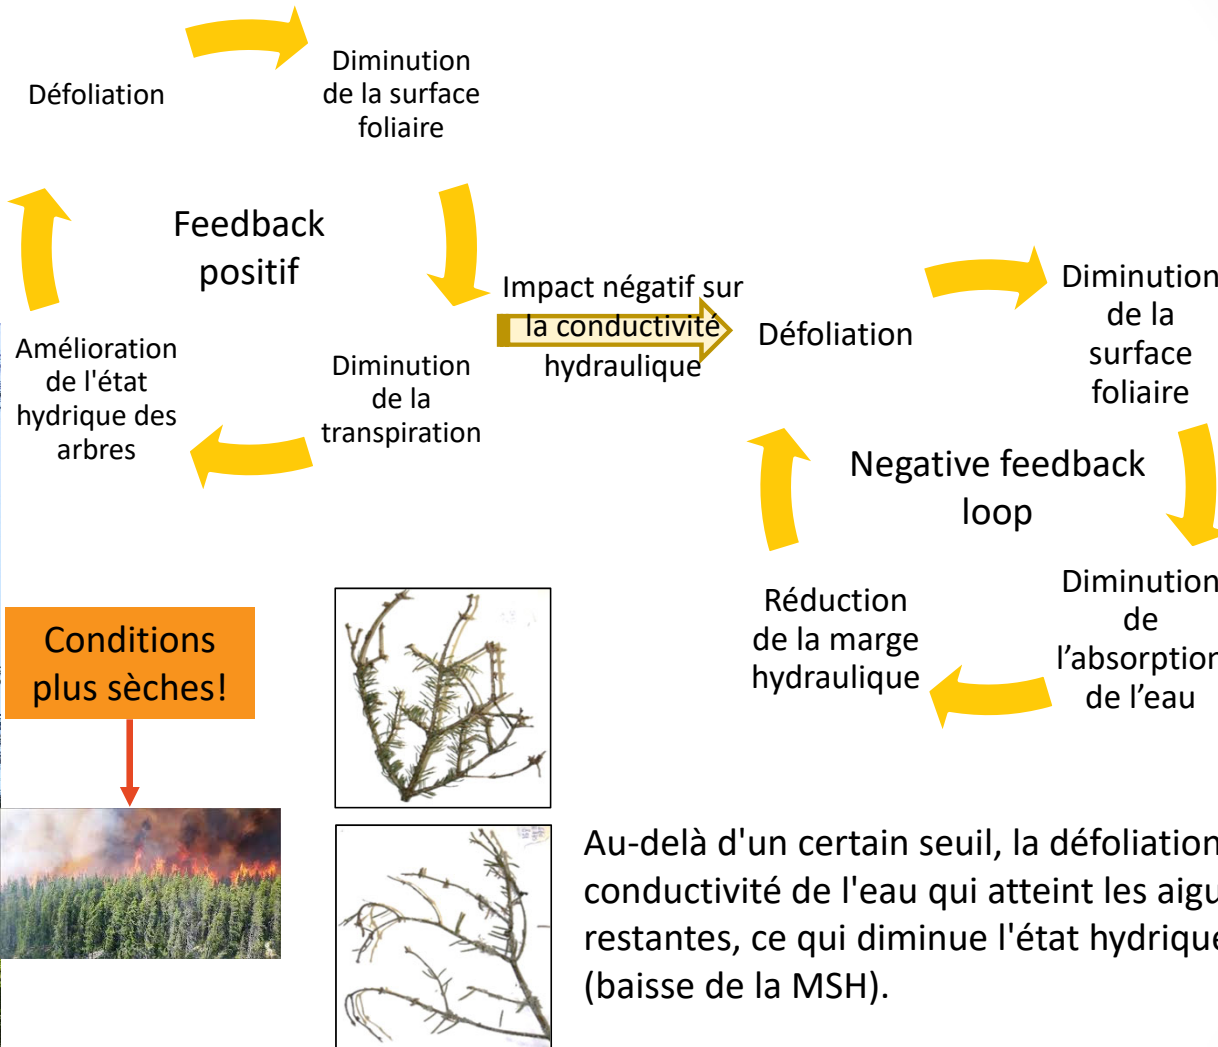 Défoliation
Diminution
de la surface
foliaire
Feedback
positif
Amélioration
de l'état
hydrique des
arbres
Diminution
de la
transpiration
Impact négatif sur
la conductivité
hydraulique
Défoliation
Diminution
de la
surface
foliaire
Negative feedback
loop
Réduction
de la marge
hydraulique
Diminution
de
l’absorption
de l’eau
Conditions
plus sèches!
Au-delà d'un certain seuil, la défoliation
conductivité de l'eau qui atteint les aigu
restantes, ce qui diminue l'état hydrique
(baisse de la MSH).